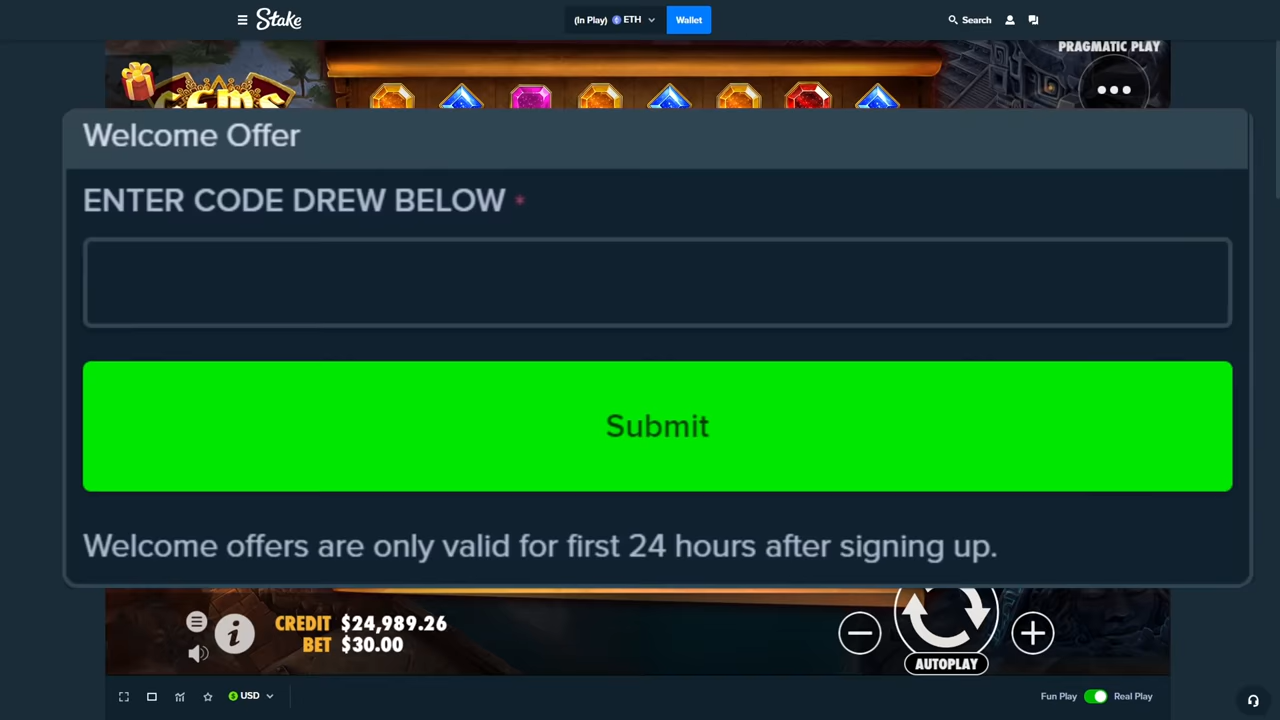 Stake
(In Play) ETH
Wallet
Search
PRAGMATIC PLAY
GEMS
Welcome Offer
ENTER CODE DREW BELOW *
Submit
Welcome offers are only valid for first 24 hours after signing up.
CREDIT $24,989.26
BET $30.00
AUTOPLAY
USD
Fun Play
Real Play